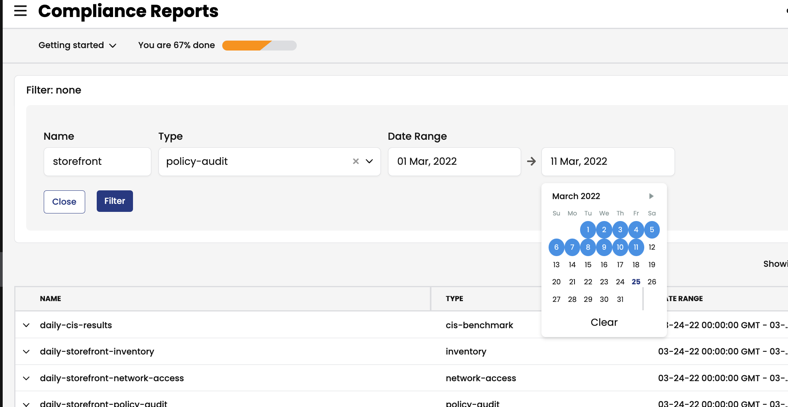 Compliance Reports
Getting started You are 67% done
Filter: none
Name Type Date Range
storefront policy-audit 01 Mar, 2022 11 Mar, 2022
Close Filter
March 2022
Su Mo Tu We Th Fr Sa
1 2 3 4 5
6 7 8 9 10 11 12
13 14 15 16 17 18 19
20 21 22 23 24 25 26
27 28 29 30 31
Clear
Showi
NAME TYPE ATE RANGE
daily-cis-results cis-benchmark 3-24-22 00:00:00 GMT - 03-..
daily-storefront-inventory inventory 03-24-22 00:00:00 GMT - 03-..
daily-storefront-network-access network-access 03-24-22 00:00:00 GMT - 03-..
daily-storefront-policy-audit policy-audit 03-24-22 00:00:00 GMT - 03-..